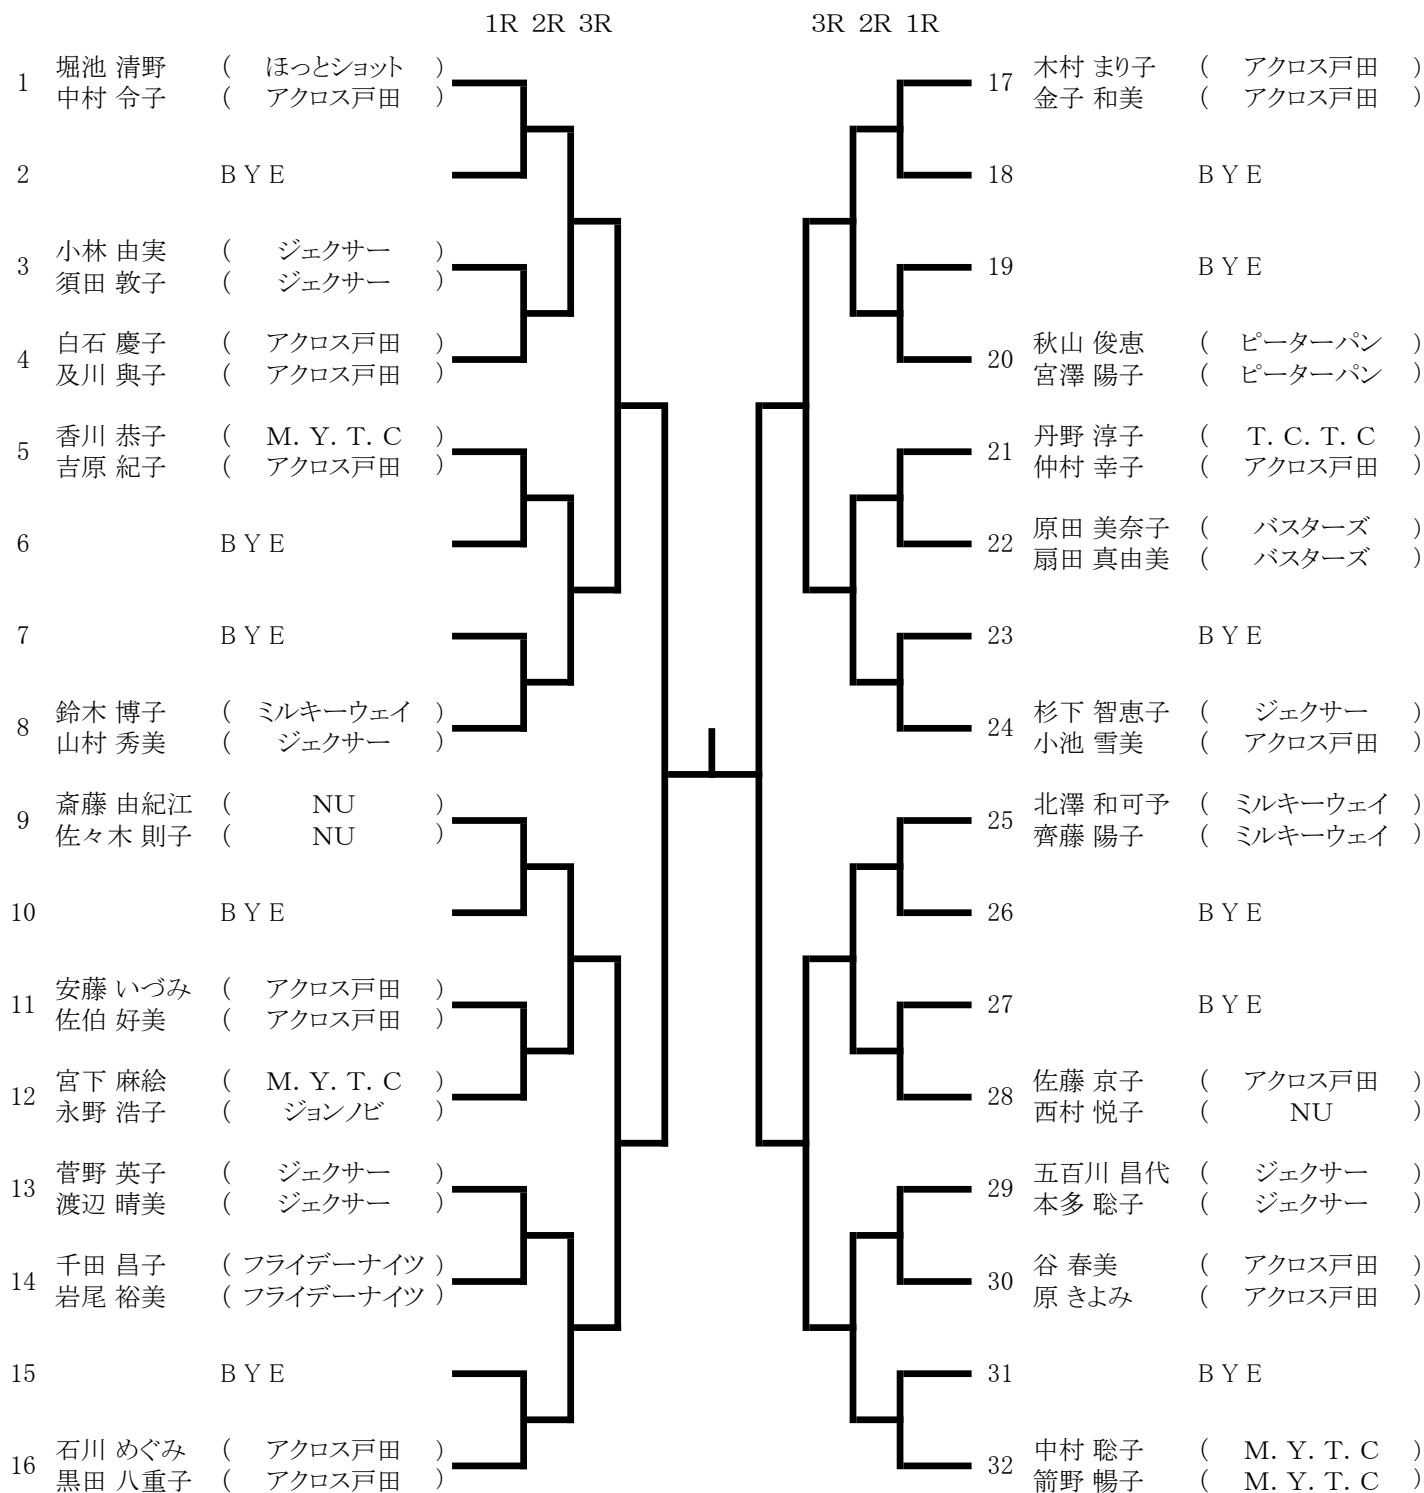 1R 2R 3R 3R 2R 1R
1 堀池 清野 ( ほっとショット )
中村 令子 ( アクロス戸田 )
2 BYE
3 小林 由実 ( ジェクサー )
須田 敦子 ( ジェクサー )
4 白石 慶子 ( アクロス戸田 )
及川 與子 ( アクロス戸田 )
5 香川 恭子 ( M.Y.T.C )
吉原 紀子 ( アクロス戸田 )
6 BYE
7 BYE
8 鈴木 博子 ( ミルキーウェイ )
山村 秀美 ( ジェクサー )
9 斎藤 由紀江 ( NU )
佐々木 則子 ( NU )
10 BYE
11 安藤 いづみ ( アクロス戸田 )
佐伯 好美 ( アクロス戸田 )
12 宮下 麻絵 ( M.Y.T.C )
永野 浩子 ( ジョンノビ )
13 菅野 英子 ( ジェクサー )
渡辺 晴美 ( ジェクサー )
14 千田 昌子 ( フライデーナイツ )
岩尾 裕美 ( フライデーナイツ )
15 BYE
16 石川 めぐみ ( アクロス戸田 )
黒田 八重子 ( アクロス戸田 )
17 木村 まり子 ( アクロス戸田 )
金子 和美 ( アクロス戸田 )
18 BYE
19 BYE
20 秋山 俊恵 ( ピーターパン )
宮澤 陽子 ( ピーターパン )
21 丹野 淳子 ( T.C.T.C )
仲村 幸子 ( アクロス戸田 )
22 原田 美奈子 ( バスターズ )
扇田 真由美 ( バスターズ )
23 BYE
24 杉下 智恵子 ( ジェクサー )
小池 雪美 ( アクロス戸田 )
25 北澤 和可予 ( ミルキーウェイ )
齊藤 陽子 ( ミルキーウェイ )
26 BYE
27 BYE
28 佐藤 京子 ( アクロス戸田 )
西村 悦子 ( NU )
29 五百川 昌代 ( ジェクサー )
本多 聡子 ( ジェクサー )
30 谷 春美 ( アクロス戸田 )
原 きよみ ( アクロス戸田 )
31 BYE
32 中村 聡子 ( M.Y.T.C )
箭野 暢子 ( M.Y.T.C )